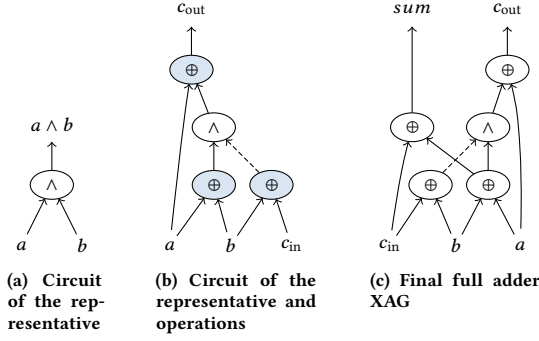 c_out
sum
c_out
⊕
⊕
a ∧ b
∧
⊕
∧
∧
⊕
⊕
⊕
⊕
a
b
a
b
c_in
c_in
b
a
(a) Circuit
of the rep-
resentative
(b) Circuit of the
representative and
operations
(c) Final full adder
XAG